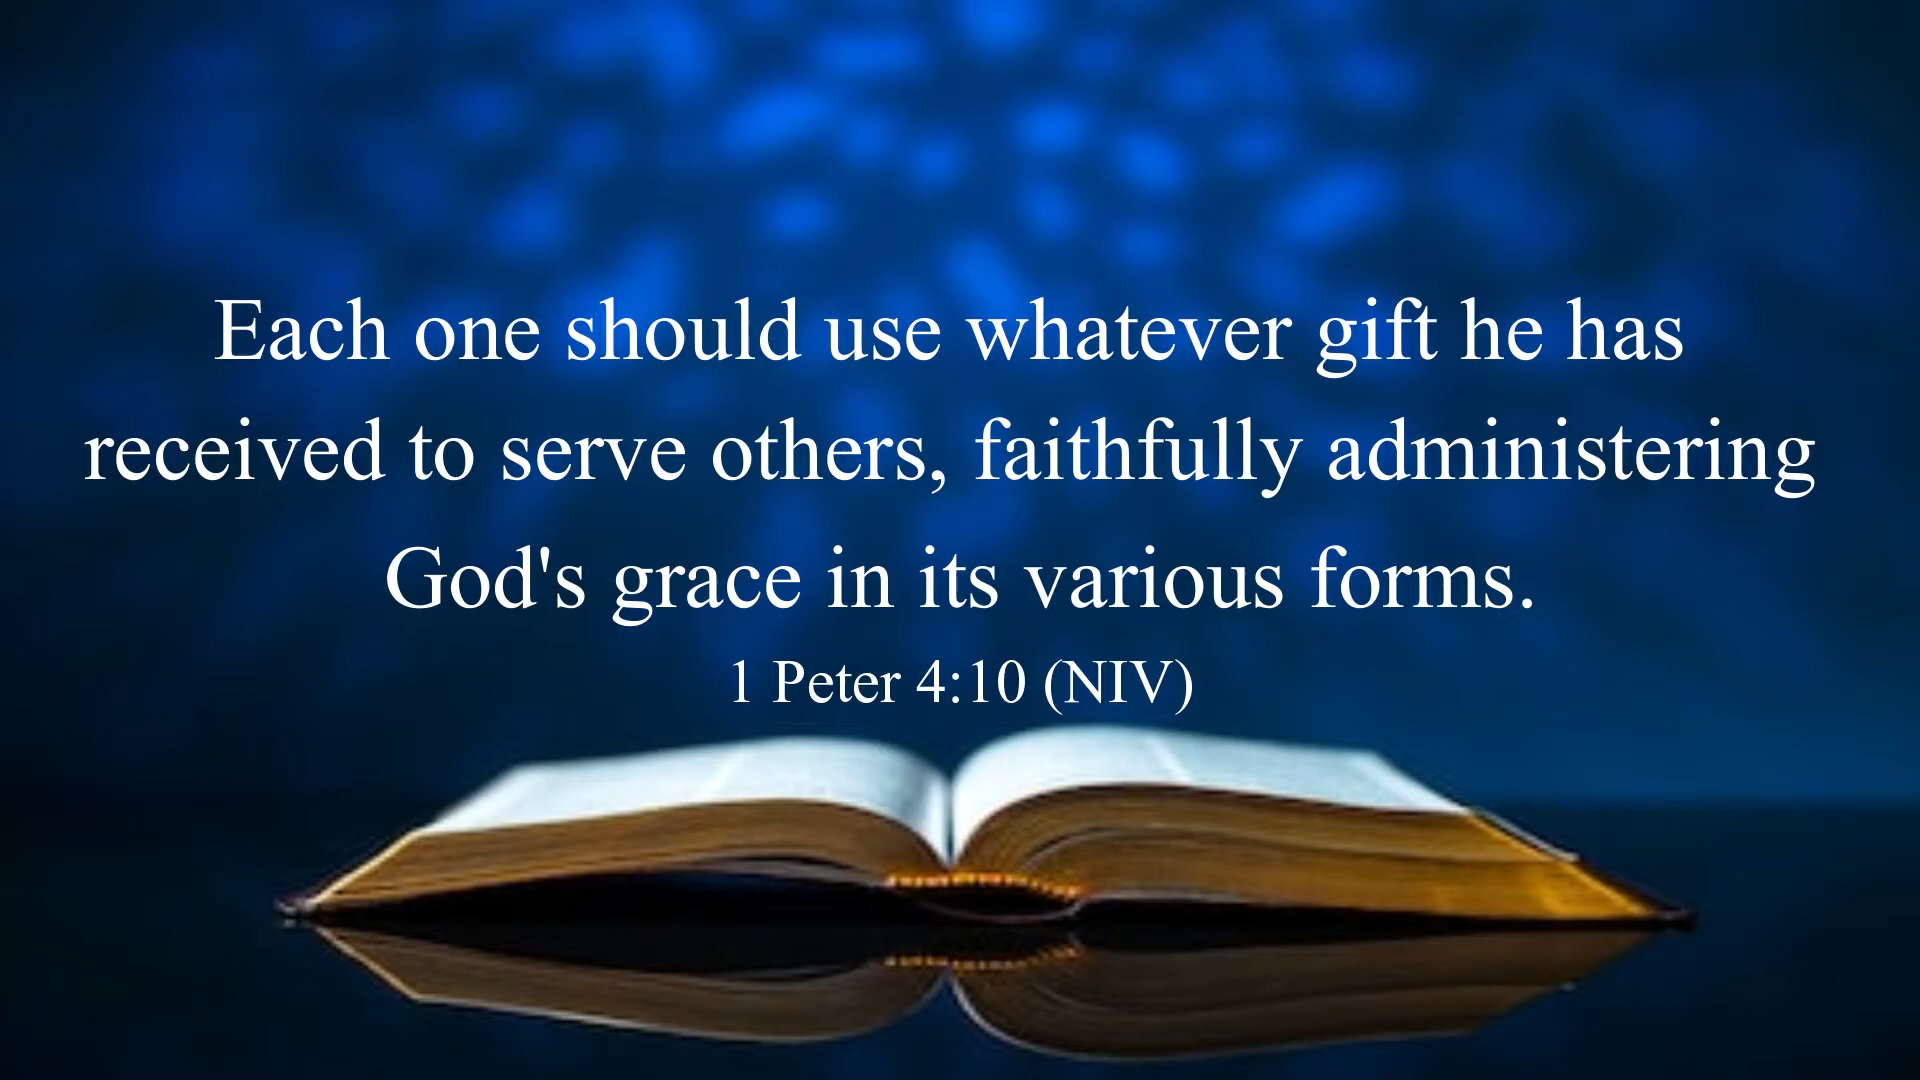 Each one should use whatever gift he has
received to serve others, faithfully administering
God's grace in its various forms.
1 Peter 4:10 (NIV)